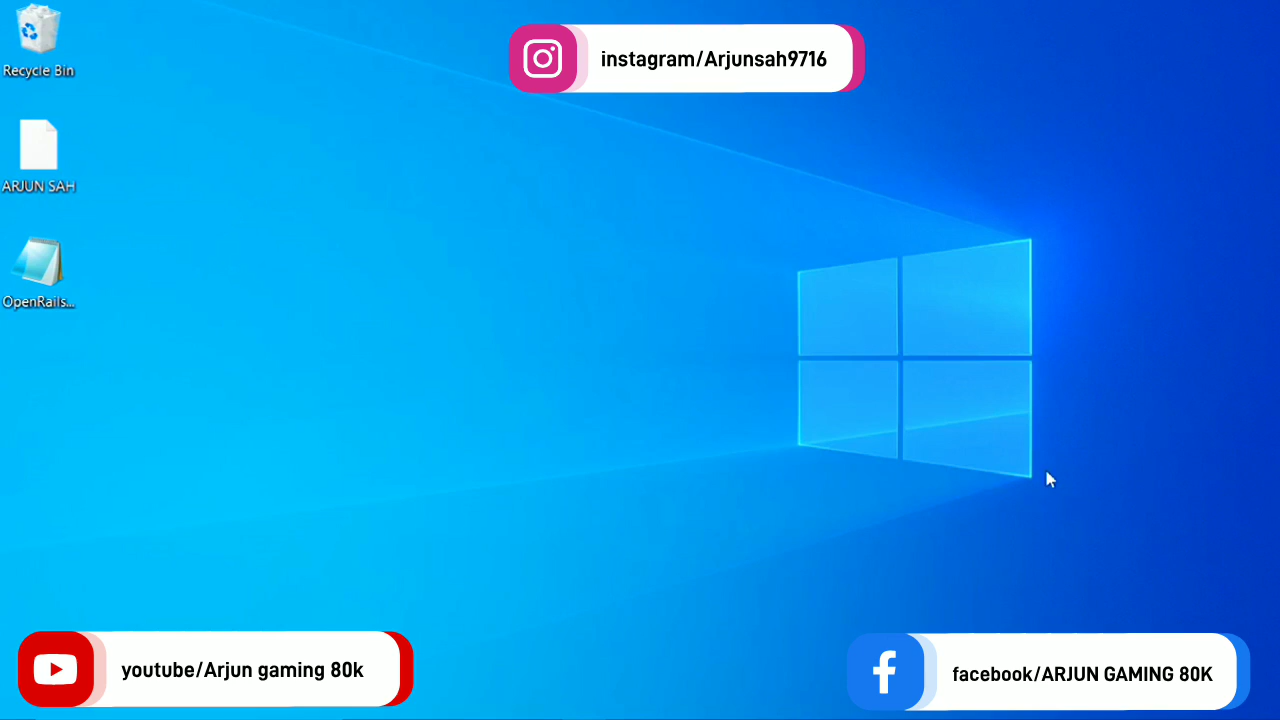 instagram/Arjunsah9716
Recycle Bin
ARJUN SAH
OpenRails...
youtube/Arjun gaming 80k
facebook/ARJUN GAMING 80K